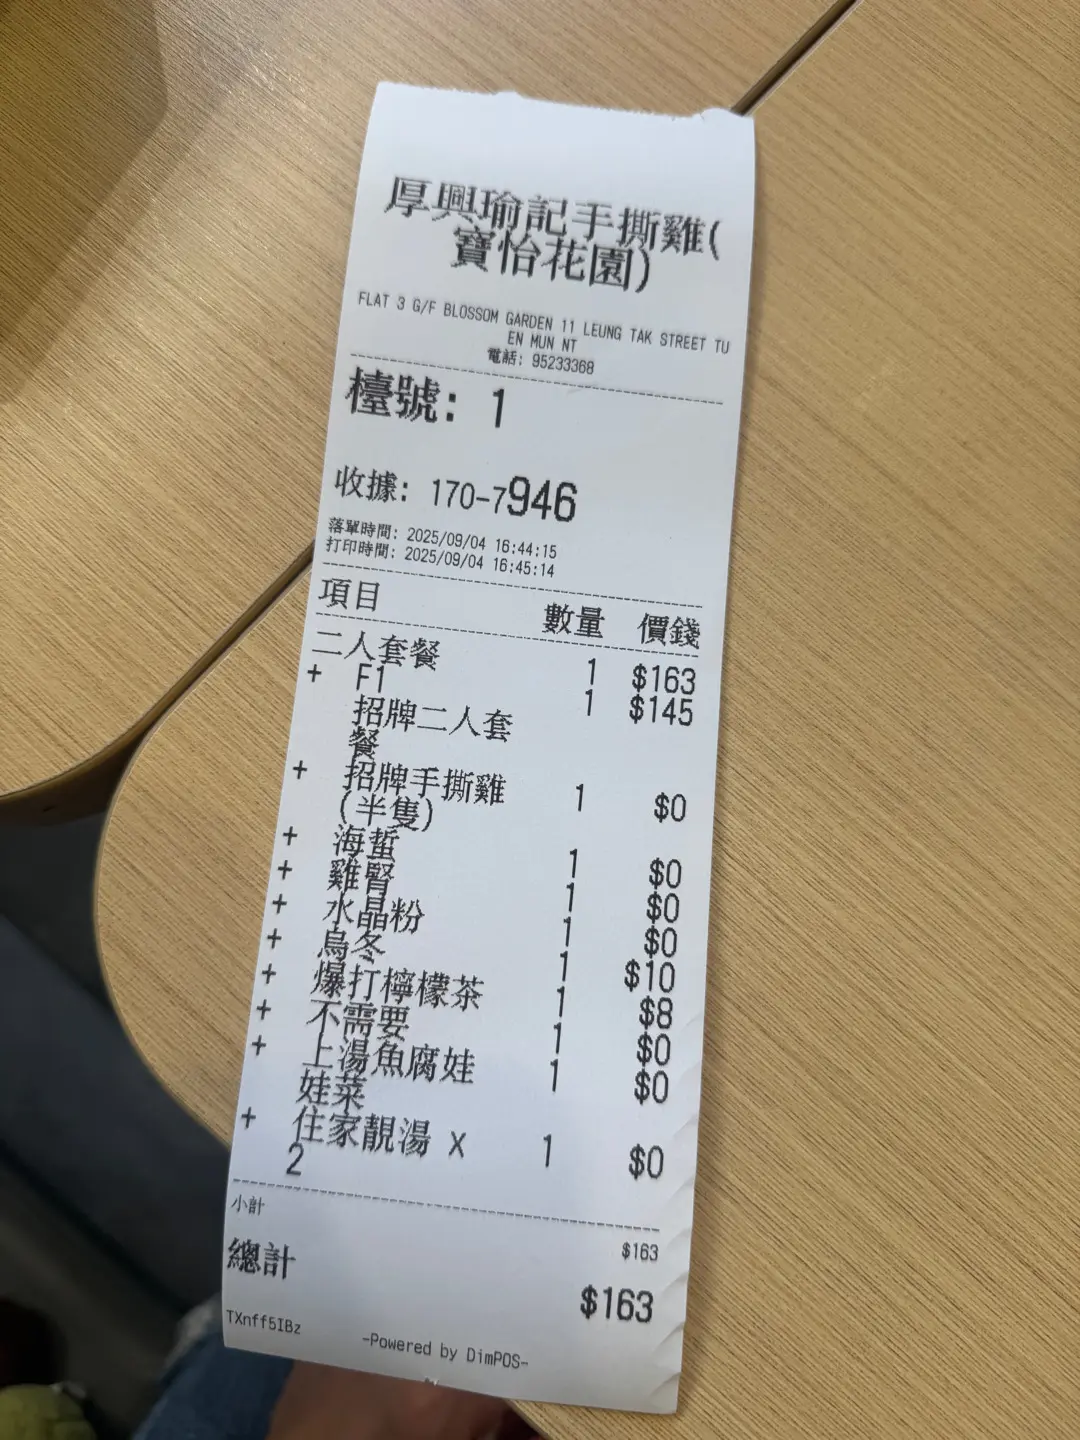 厚興瑜記手撕雞(
寶怡花園)
FLAT 3 G/F BLOSSOM GARDEN 11 LEUNG TAK STREET TU
EN MUN NT
電話: 95233368
檯號: 1
收據: 170-7946
落單時間: 2025/09/04 16:44:15
打印時間: 2025/09/04 16:45:14
項目 數量 價錢
二人套餐 1 $163
+ F1 1 $145
招牌二人套
餐
+ 招牌手撕雞 1 $0
(半隻)
+ 海蜇 1 $0
+ 雞腎 1 $0
+ 水晶粉 1 $0
+ 烏冬 1 $10
+ 爆打檸檬茶 1 $8
+ 不需要 1 $0
+ 上湯魚腐娃 1 $0
娃菜
+ 住家靚湯 X 1 $0
2
小計 $163
總計 $163
TXnff5IBz
-Powered by DimPOS-